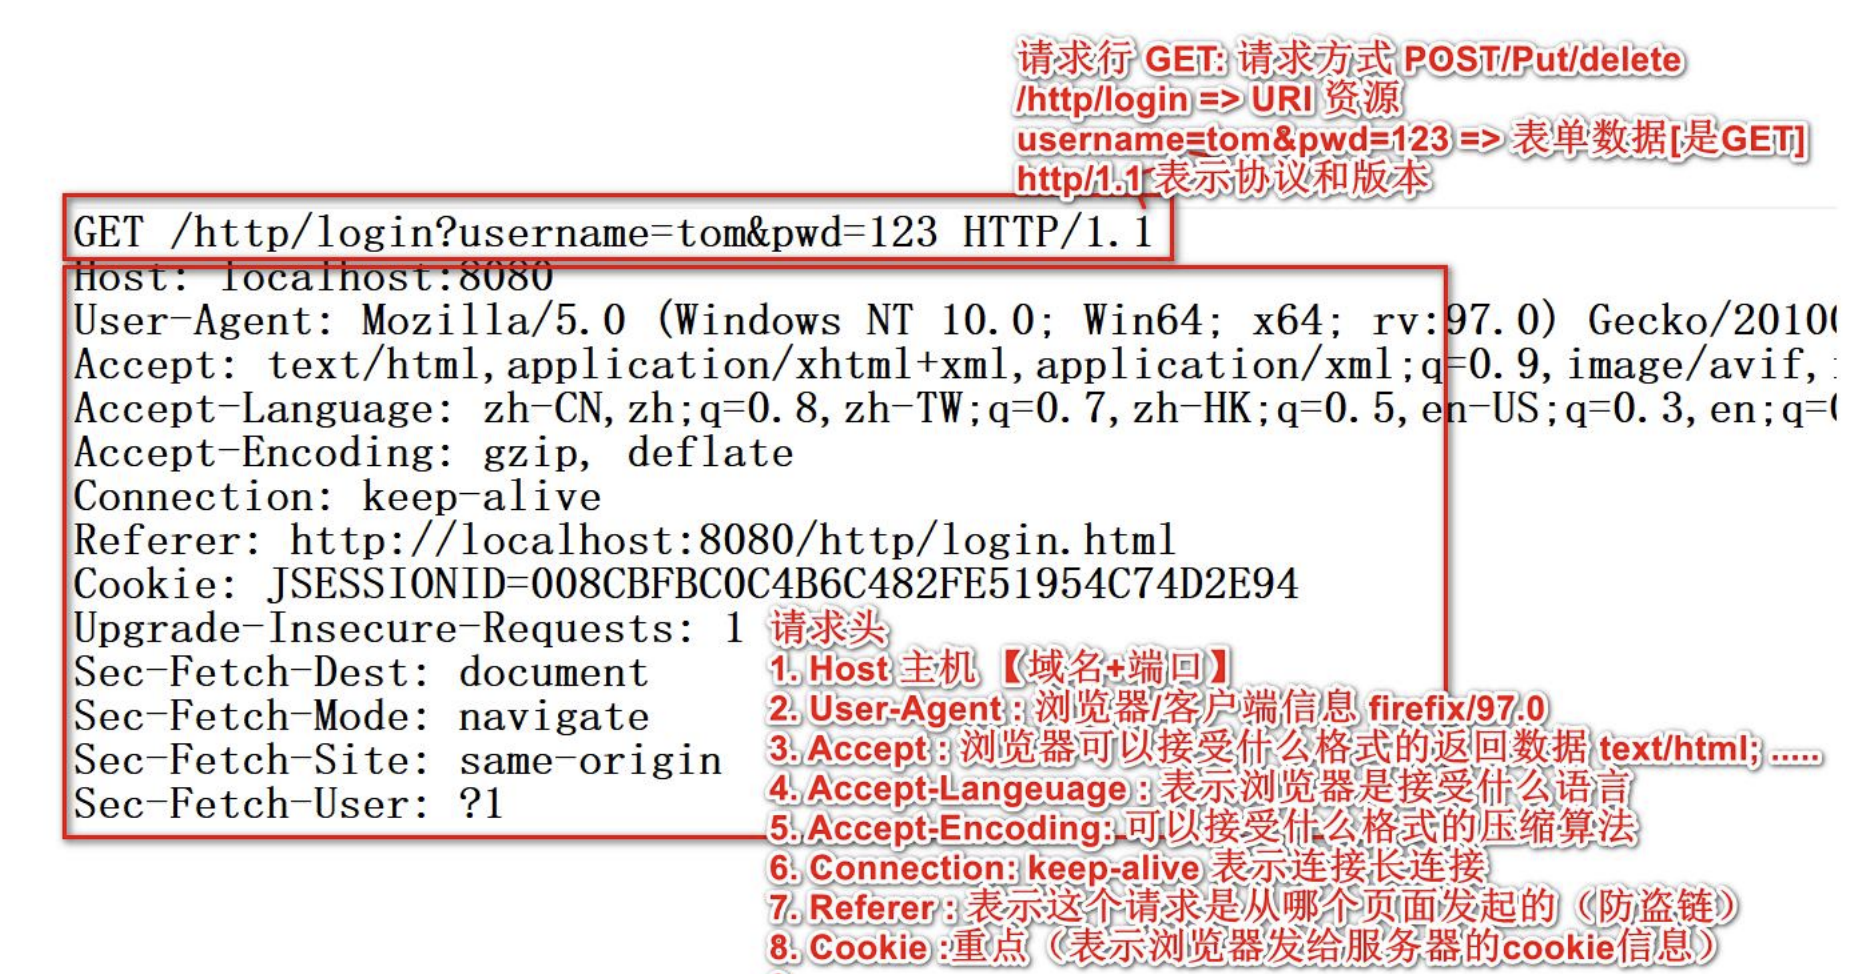 请求行 GET: 请求方式 POST/Put/delete
/http/login => URI 资源
username=tom&pwd=123 => 表单数据[是GET]
http/1.1 表示协议和版本
GET /http/login?username=tom&pwd=123 HTTP/1.1
Host: localhost:8080
User-Agent: Mozilla/5.0 (Windows NT 10.0; Win64; x64; rv:97.0) Gecko/2010
Accept: text/html,application/xhtml+xml,application/xml;q=0.9,image/avif,
Accept-Language: zh-CN,zh;q=0.8,zh-TW;q=0.7,zh-HK;q=0.5,en-US;q=0.3,en;q=
Accept-Encoding: gzip, deflate
Connection: keep-alive
Referer: http://localhost:8080/http/login.html
Cookie: JSESSIONID=008CBFBC0C4B6C482FE51954C74D2E94
Upgrade-Insecure-Requests: 1
Sec-Fetch-Dest: document
Sec-Fetch-Mode: navigate
Sec-Fetch-Site: same-origin
Sec-Fetch-User: ?1
请求头
1. Host 主机 【域名+端口】
2. User-Agent : 浏览器/客户端信息 firefix/97.0
3. Accept : 浏览器可以接受什么格式的返回数据 text/html; .....
4. Accept-Langeuage : 表示浏览器是接受什么语言
5. Accept-Encoding: 可以接受什么格式的压缩算法
6. Connection: keep-alive 表示连接长连接
7. Referer : 表示这个请求是从哪个页面发起的（防盗链）
8. Cookie :重点（表示浏览器发给服务器的cookie信息）